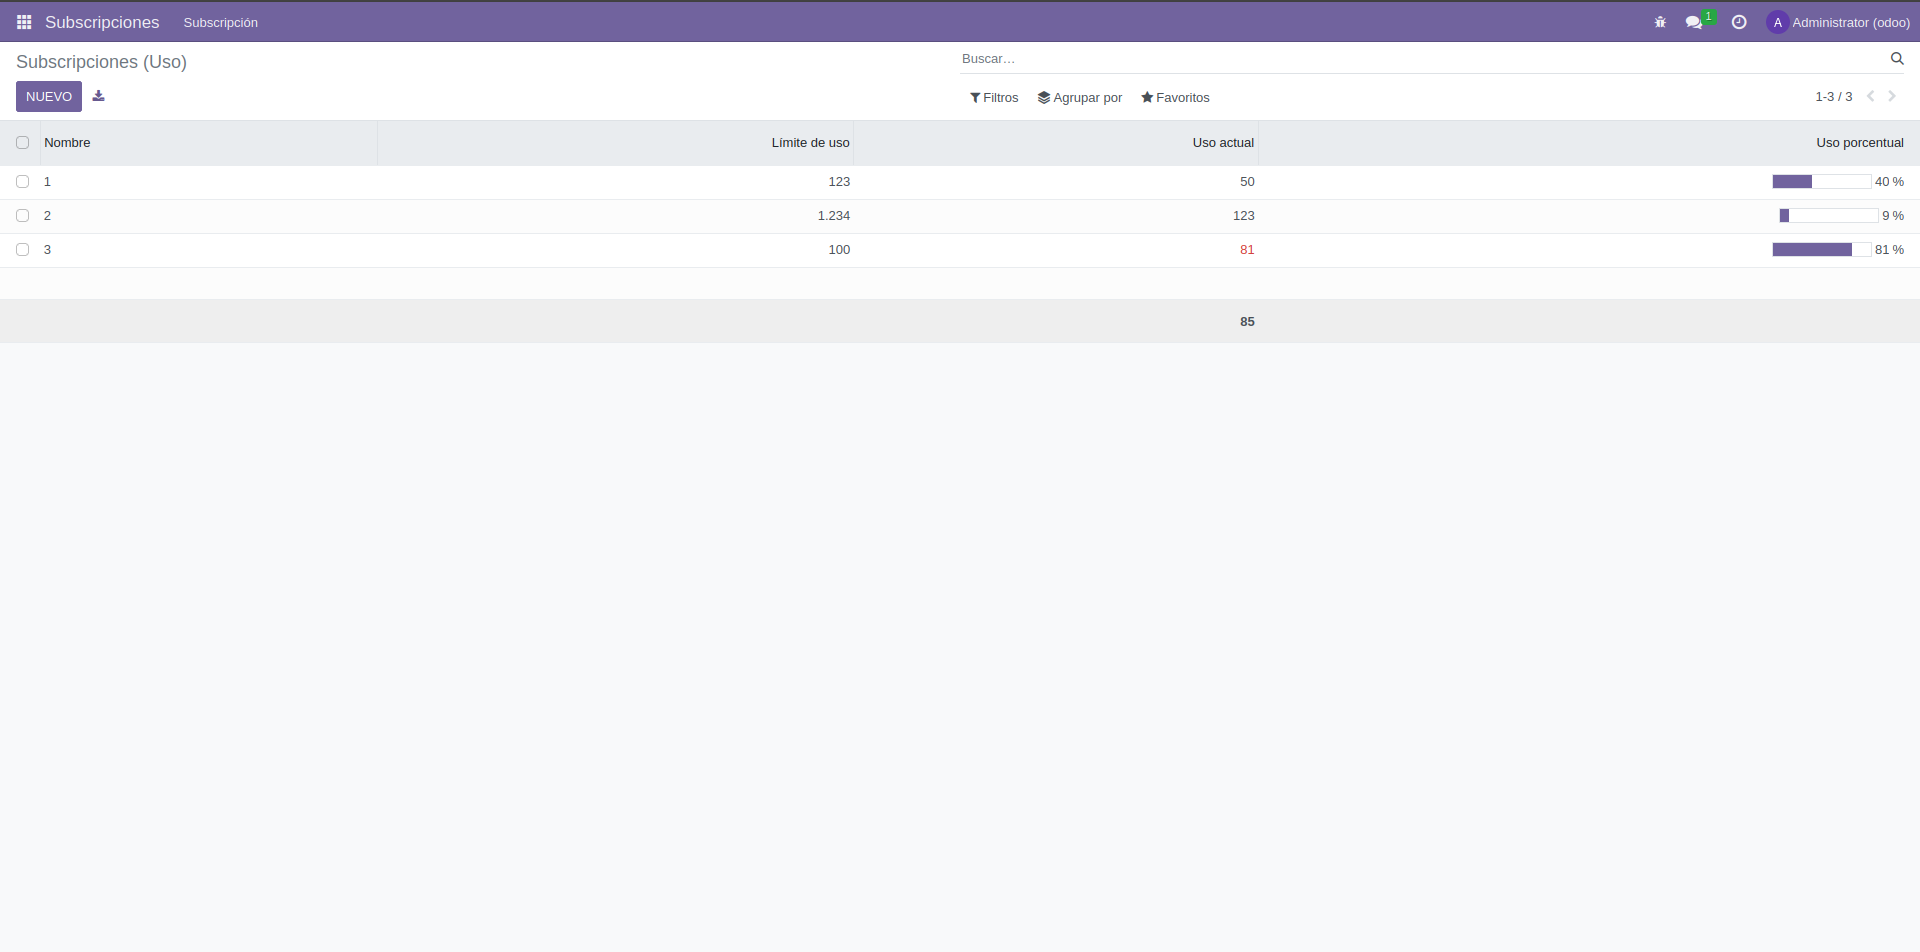 Subscripciones Subscripción 1 A Administrator (odoo)
Subscripciones (Uso) Buscar...
NUEVO Filtros Agrupar por Favoritos 1-3 / 3
Nombre Límite de uso Uso actual Uso porcentual
1 123 50 40 %
2 1.234 123 9 %
3 100 81 81 %
85